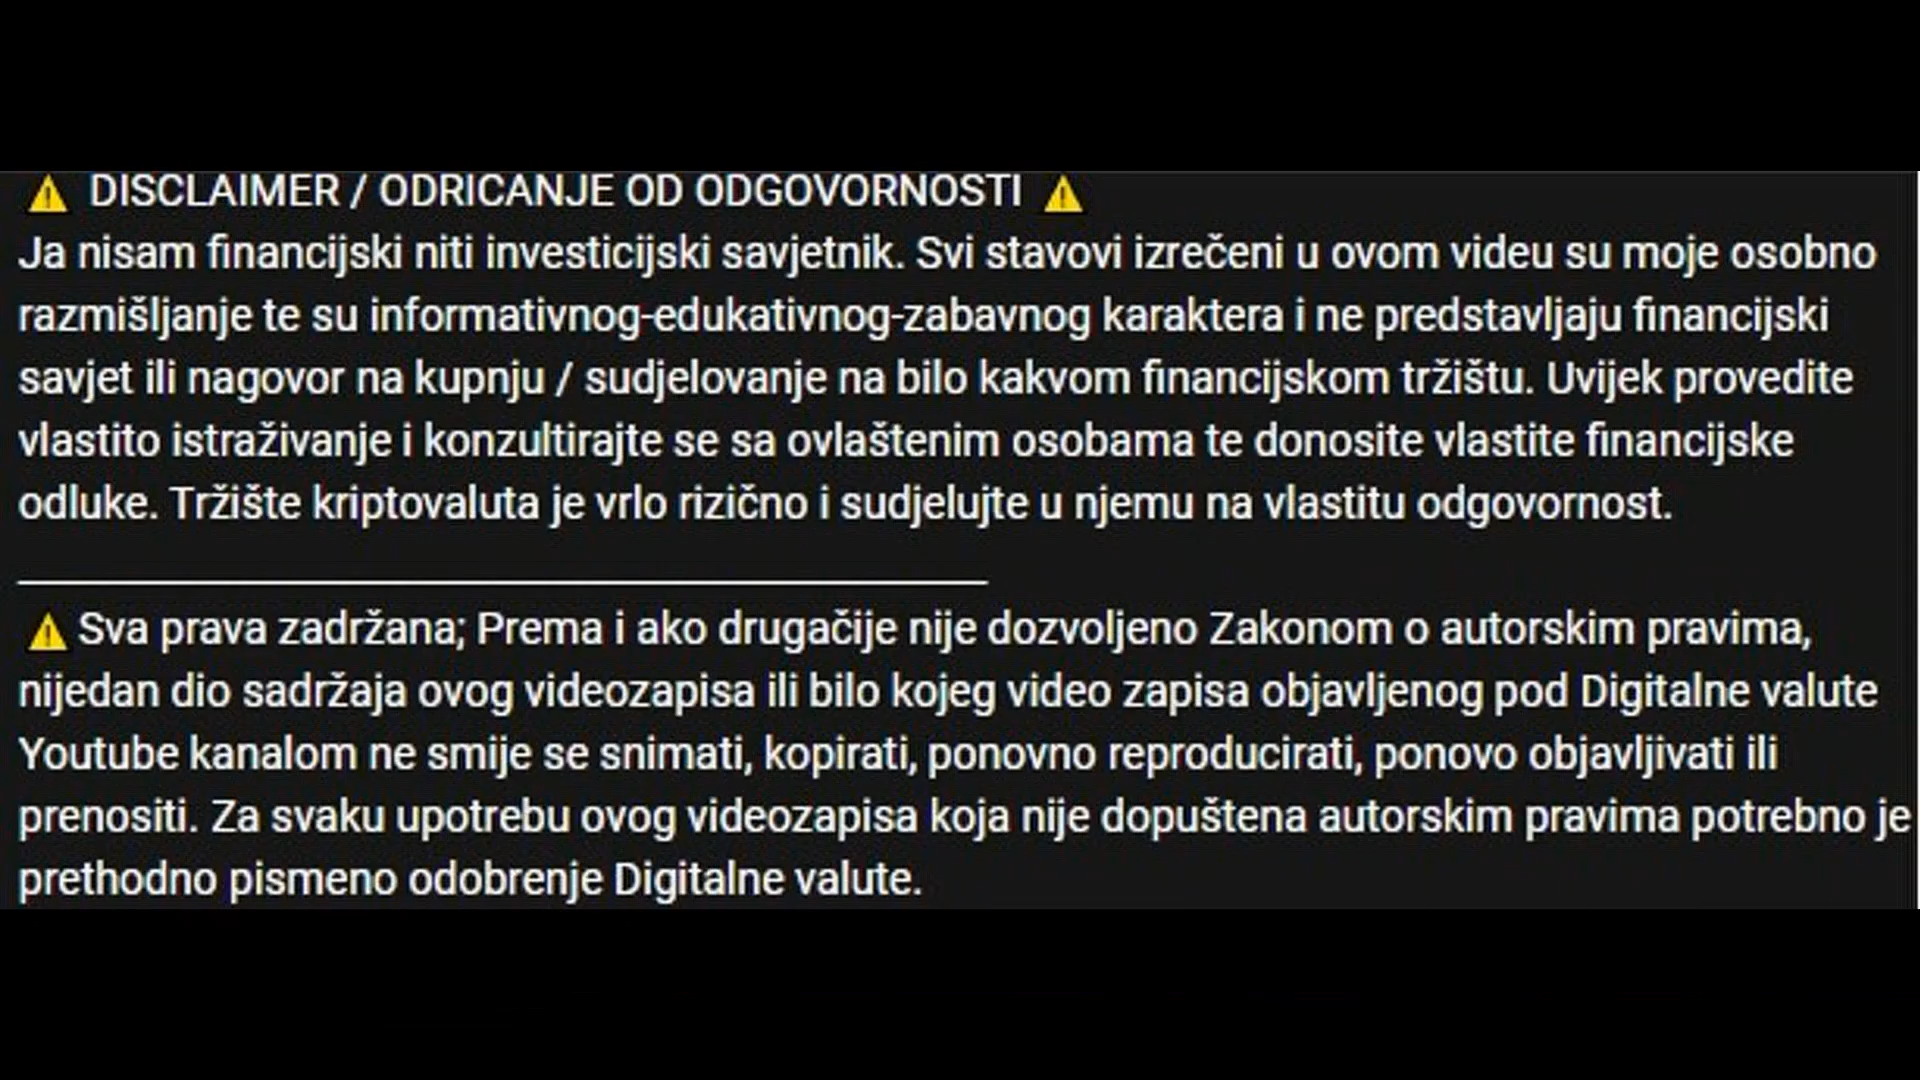 ⚠️ DISCLAIMER / ODRICANJE OD ODGOVORNOSTI ⚠️
Ja nisam financijski niti investicijski savjetnik. Svi stavovi izrečeni u ovom videu su moje osobno
razmišljanje te su informativnog-edukativnog-zabavnog karaktera i ne predstavljaju financijski
savjet ili nagovor na kupnju / sudjelovanje na bilo kakvom financijskom tržištu. Uvijek provedite
vlastito istraživanje i konzultirajte se sa ovlaštenim osobama te donosite vlastite financijske
odluke. Tržište kriptovaluta je vrlo rizično i sudjelujte u njemu na vlastitu odgovornost.
⚠️Sva prava zadržana; Prema i ako drugačije nije dozvoljeno Zakonom o autorskim pravima,
nijedan dio sadržaja ovog videozapisa ili bilo kojeg video zapisa objavljenog pod Digitalne valute
Youtube kanalom ne smije se snimati, kopirati, ponovno reproducirati, ponovo objavljivati ili
prenositi. Za svaku upotrebu ovog videozapisa koja nije dopuštena autorskim pravima potrebno je
prethodno pismeno odobrenje Digitalne valute.